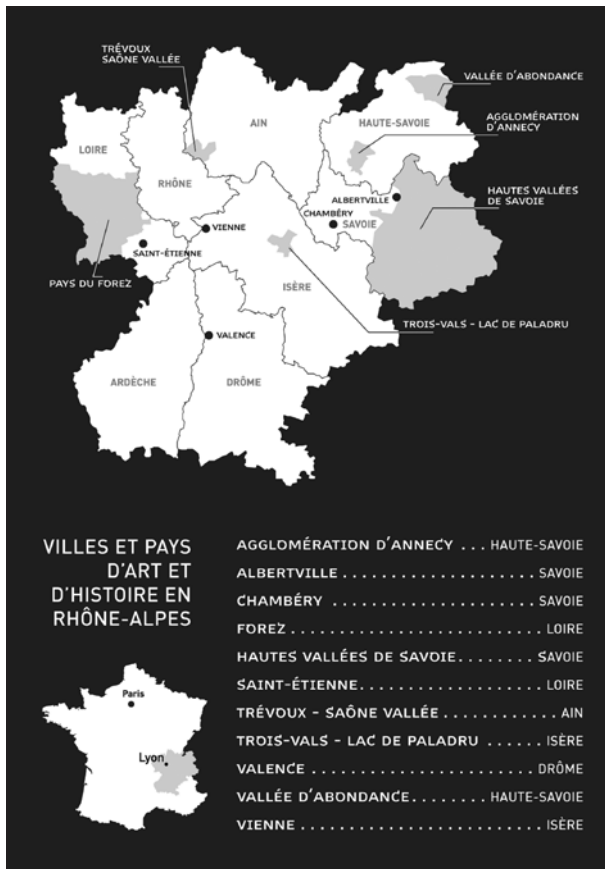 TRÉVOUX
SAÔNE VALLÉE
VALLÉE D'ABONDANCE
AIN
HAUTE-SAVOIE
AGGLOMÉRATION
D'ANNECY
LOIRE
RHÔNE
ALBERTVILLE
HAUTES VALLÉES
DE SAVOIE
CHAMBÉRY
SAVOIE
VIENNE
SAINT-ÉTIENNE
PAYS DU FOREZ
ISÈRE
TROIS-VALS - LAC DE PALADRU
VALENCE
ARDÈCHE
DRÔME
VILLES ET PAYS
D'ART ET
D'HISTOIRE EN
RHÔNE-ALPES
Paris
Lyon
AGGLOMÉRATION D'ANNECY . . . HAUTE-SAVOIE
ALBERTVILLE . . . . . . . . . . . . . . . . . . . . . SAVOIE
CHAMBÉRY . . . . . . . . . . . . . . . . . . . . . . SAVOIE
FOREZ . . . . . . . . . . . . . . . . . . . . . . . . . . . LOIRE
HAUTES VALLÉES DE SAVOIE. . . . . . . . SAVOIE
SAINT-ÉTIENNE. . . . . . . . . . . . . . . . . . . . LOIRE
TRÉVOUX - SAÔNE VALLÉE . . . . . . . . . . . . AIN
TROIS-VALS - LAC DE PALADRU . . . . . . ISÈRE
VALENCE . . . . . . . . . . . . . . . . . . . . . . . . DRÔME
VALLÉE D'ABONDANCE. . . . . . . . HAUTE-SAVOIE
VIENNE . . . . . . . . . . . . . . . . . . . . . . . . . . ISÈRE